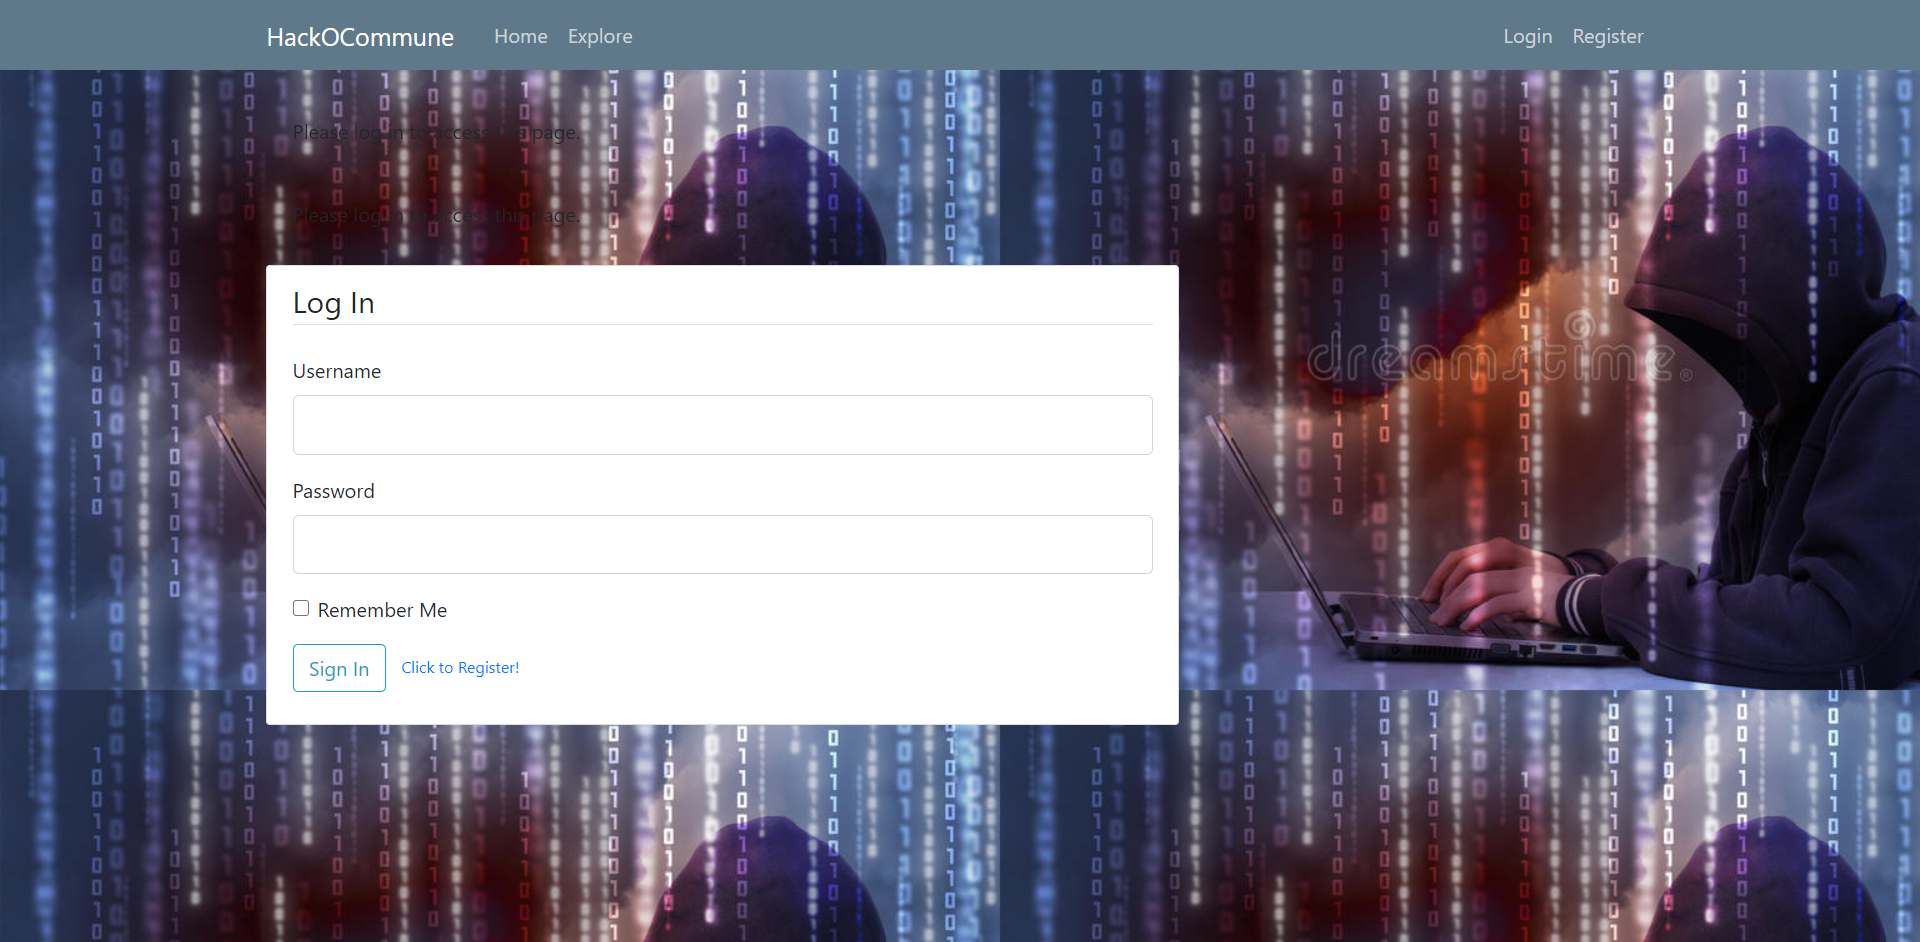 HackOCommune Home Explore Login Register
Please log in to access this page.
Please log in to access this page.
Log In
Username
dreamstime.®
Password
Remember Me
Sign In Click to Register!